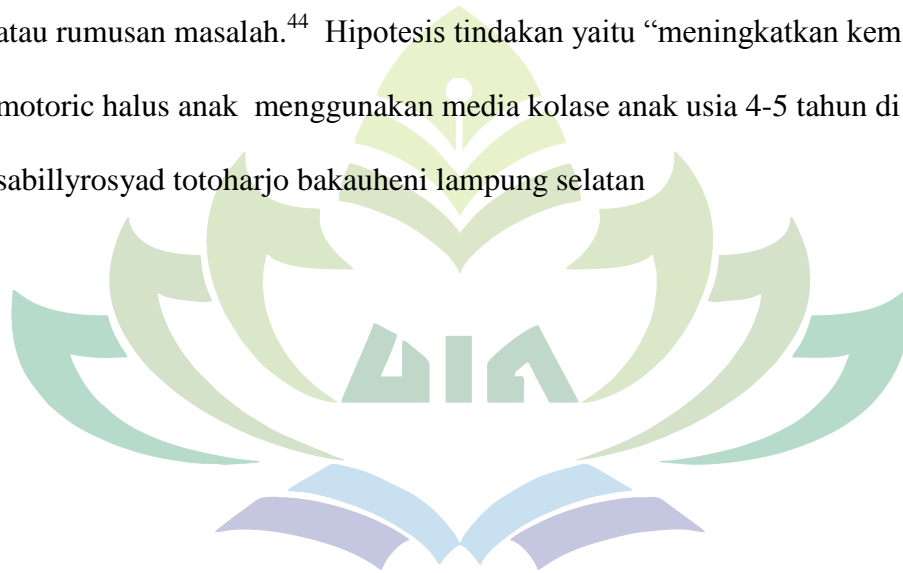 atau rumusan masalah.44 Hipotesis tindakan yaitu “meningkatkan kem
motoric halus anak menggunakan media kolase anak usia 4-5 tahun di
sabillyrosyad totoharjo bakauheni lampung selatan
UIN